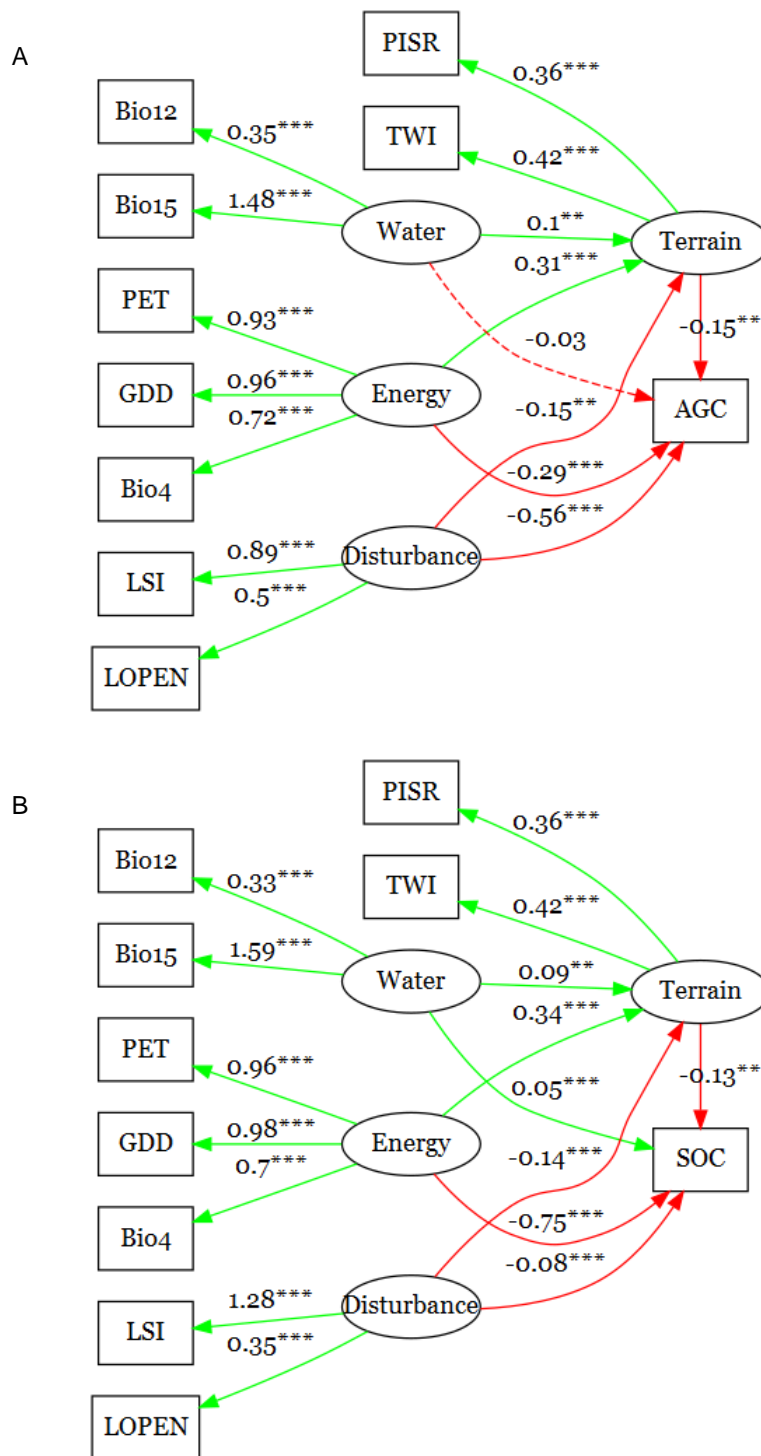 A
PISR
0.36***
Bio12
0.35***
TWI
0.42***
Bio15
1.48***
Water
0.1**
Terrain
0.31***
PET
0.93***
-0.03
-0.15**
GDD
0.96***
Energy
-0.15**
AGC
0.72***
Bio4
-0.29***
-0.56***
LSI
0.89***
Disturbance
0.5***
LOPEN
B
PISR
0.36***
Bio12
0.33***
TWI
0.42***
Bio15
1.59***
Water
0.09**
Terrain
0.34***
PET
0.96***
0.05***
-0.13**
GDD
0.98***
Energy
-0.14***
SOC
0.7***
Bio4
-0.75***
-0.08***
LSI
1.28***
Disturbance
0.35***
LOPEN